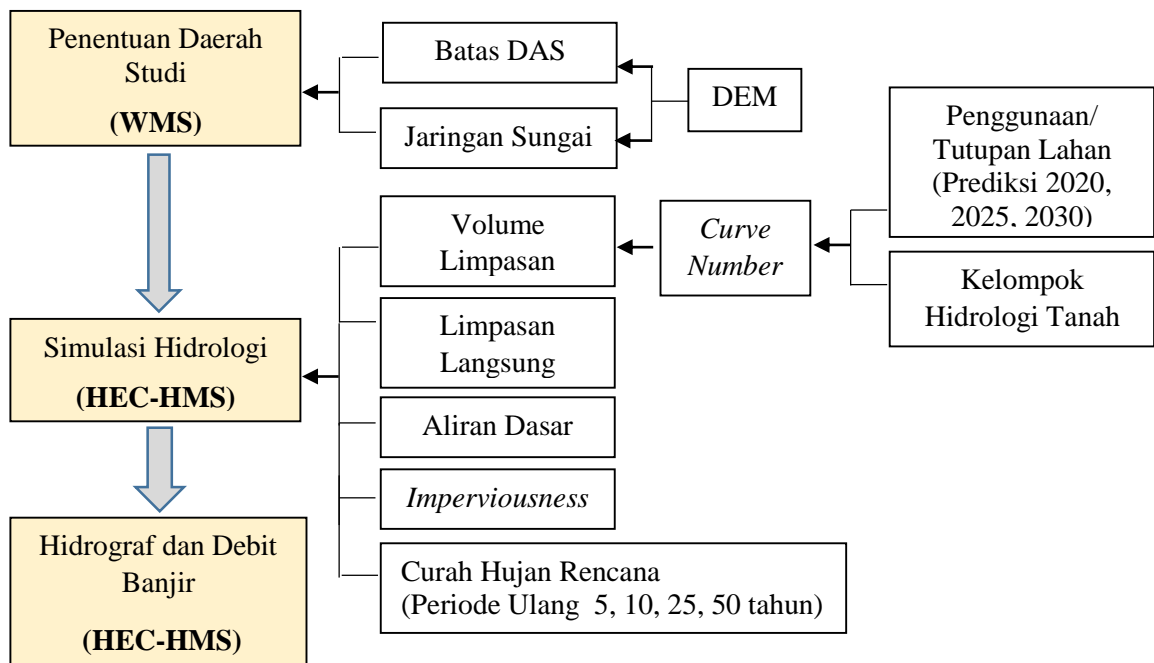 Penentuan Daerah
Studi
(WMS)
Batas DAS
Jaringan Sungai
DEM
Penggunaan/
Tutupan Lahan
(Prediksi 2020,
2025, 2030)
Volume
Limpasan
Curve
Number
Kelompok
Hidrologi Tanah
Simulasi Hidrologi
(HEC-HMS)
Limpasan
Langsung
Aliran Dasar
Imperviousness
Hidrograf dan Debit
Banjir
(HEC-HMS)
Curah Hujan Rencana
(Periode Ulang 5, 10, 25, 50 tahun)